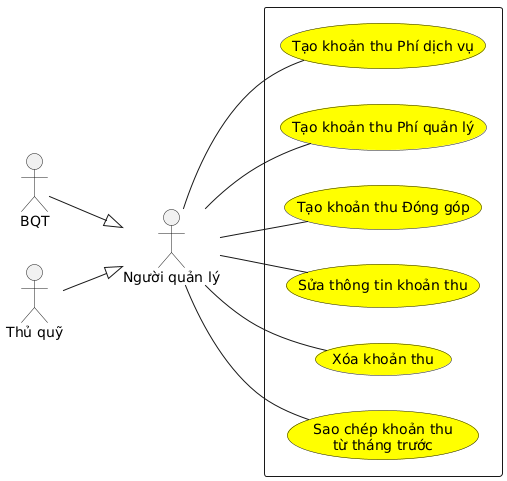 Tạo khoản thu Phí dịch vụ
Tạo khoản thu Phí quản lý
Tạo khoản thu Đóng góp
BQT
Người quản lý
Sửa thông tin khoản thu
Thủ quỹ
Xóa khoản thu
Sao chép khoản thu
từ tháng trước